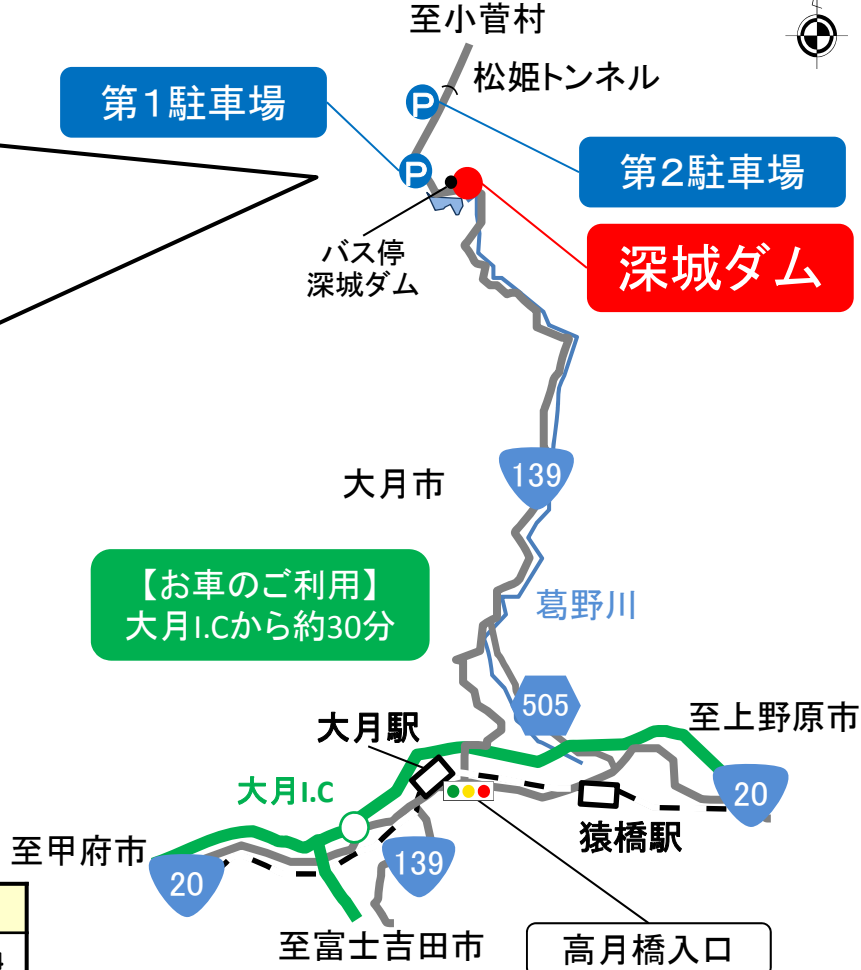 至小菅村
松姫トンネル
P
第1駐車場
P
第2駐車場
深城ダム
バス停
深城ダム
139
大月市
【お車のご利用】
大月I.Cから約30分
葛野川
505
至上野原市
大月駅
大月I.C
20
猿橋駅
至甲府市
139
20
至富士吉田市
高月橋入口